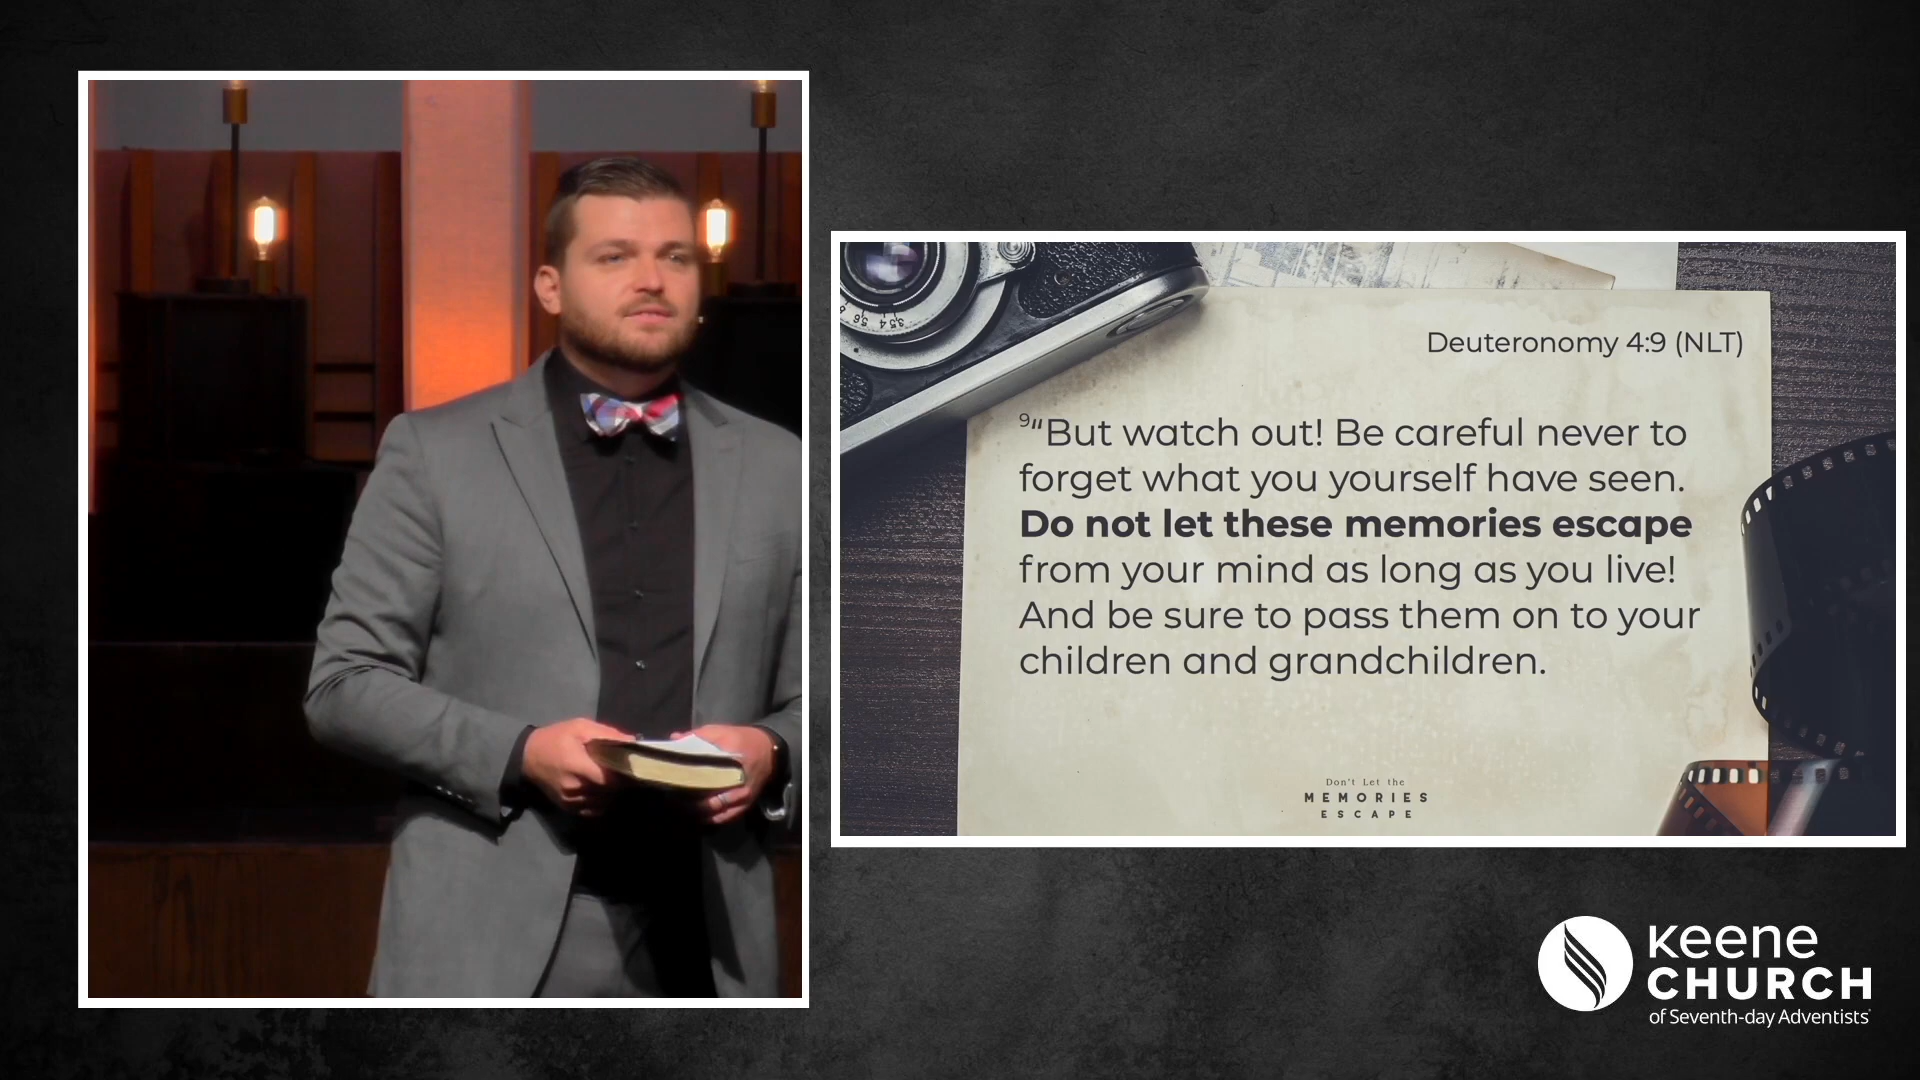 Deuteronomy 4:9 (NLT)
9"But watch out! Be careful never to
forget what you yourself have seen.
Do not let these memories escape
from your mind as long as you live!
And be sure to pass them on to your
children and grandchildren.
Don't Let the
MEMORIES
ESCAPE
Keene
CHURCH
of Seventh-day Adventists